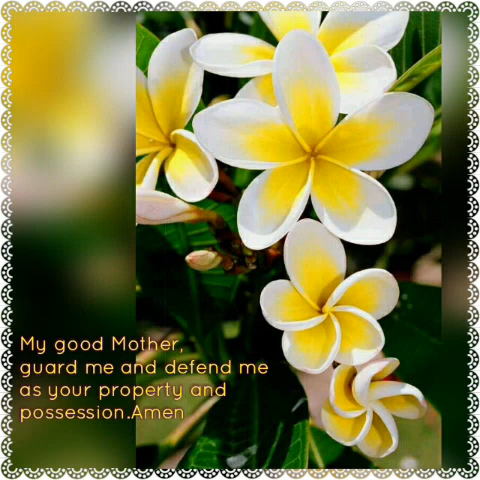 My good Mother,
guard me and defend me
as your property and
possession.Amen